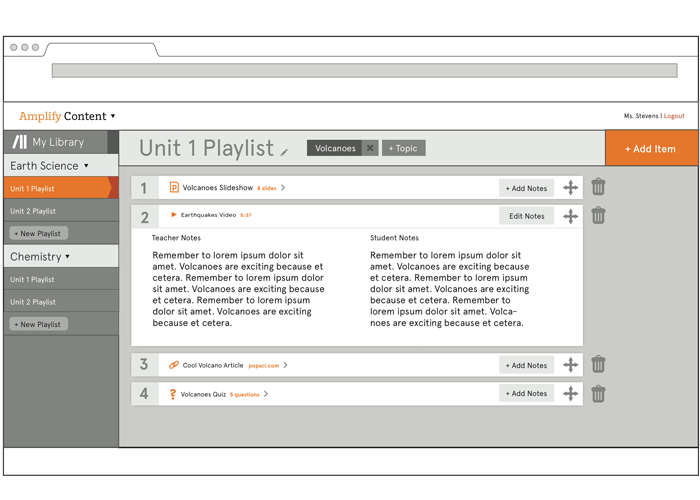 Amplify Content
Ms. Stevens | Logout
My Library
Unit 1 Playlist
Volcanoes
+ Topic
+ Add Item
Earth Science
Unit 1 Playlist
Unit 2 Playlist
+ New Playlist
Chemistry
Unit 1 Playlist
Unit 2 Playlist
+ New Playlist
1 Volcanoes Slideshow 8 slides + Add Notes
2 Earthquakes Video 5:37 Edit Notes
Teacher Notes
Remember to lorem ipsum dolor sit
amet. Volcanoes are exciting because et
cetera. Remember to lorem ipsum dolor
sit amet. Volcanoes are exciting because
et cetera. Remember to lorem ipsum
dolor sit amet. Volcanoes are exciting
because et cetera.
Student Notes
Remember to lorem ipsum dolor sit
amet. Volcanoes are exciting because
et cetera. Remember to lorem ipsum
dolor sit amet. Volcanoes are exciting
because et cetera. Remember to
lorem ipsum dolor sit amet. Volca-
noes are exciting because et cetera.
3 Cool Volcano Article popsci.com + Add Notes
4 Volcanoes Quiz 5 questions + Add Notes